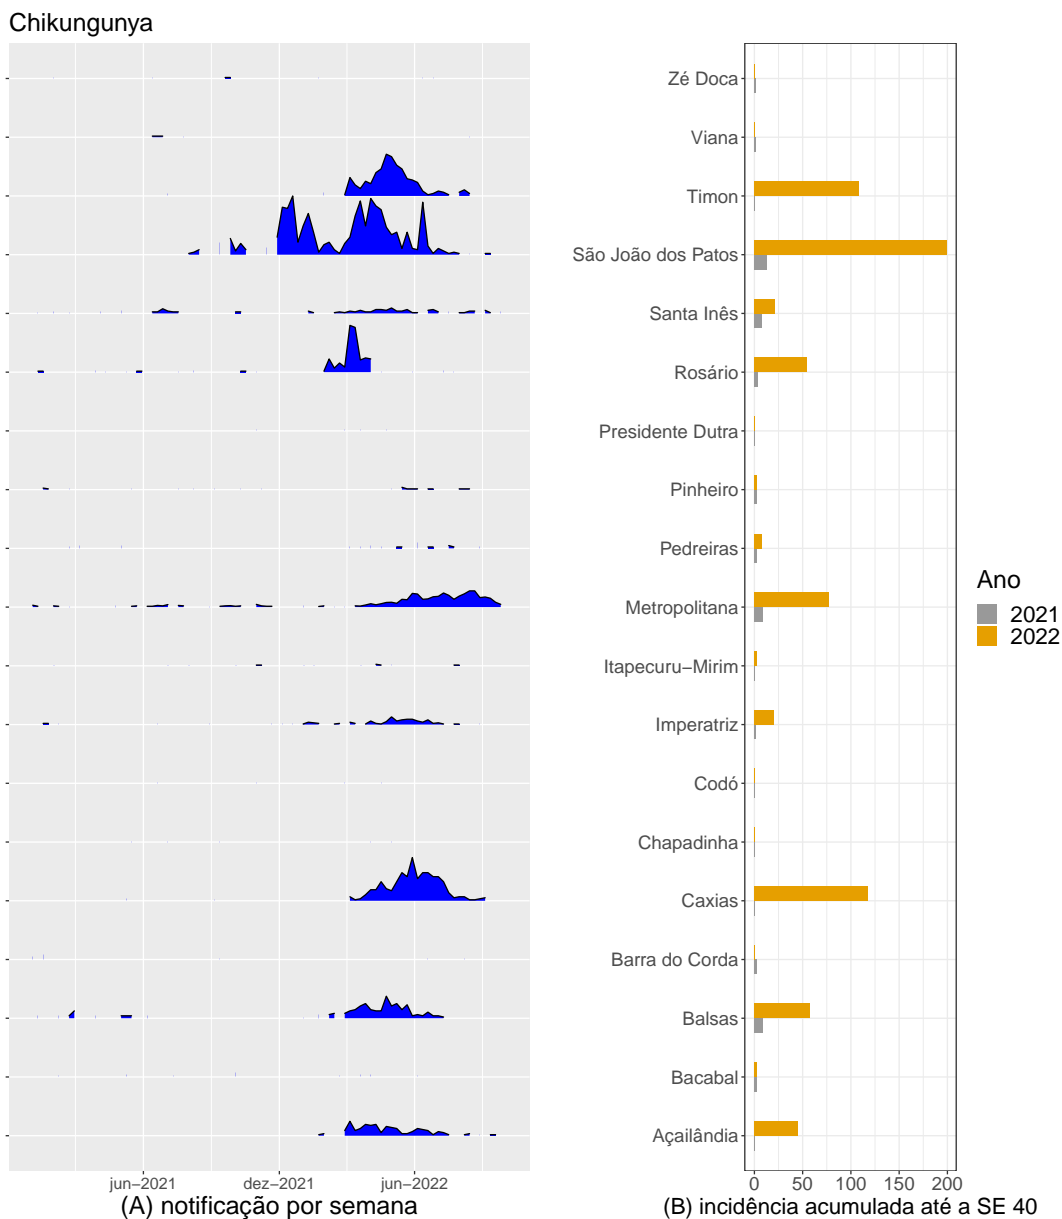 Chikungunya
Zé Doca
Viana
Timon
São João dos Patos
Santa Inês
Rosário
Presidente Dutra
Pinheiro
Pedreiras
Metropolitana
Itapecuru−Mirim
Imperatriz
Codó
Chapadinha
Caxias
Barra do Corda
Balsas
Bacabal
Açailândia
Ano
2021
2022
jun−2021 dez−2021 jun−2022
(A) notificação por semana
0 50 100 150 200
(B) incidência acumulada até a SE 40